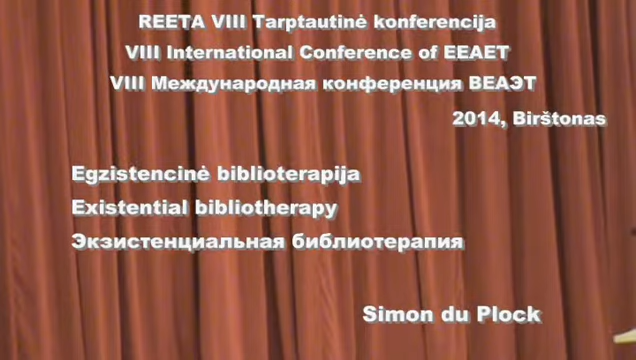 REETA VIII Tarptautinė konferencija
VIII International Conference of EEAET
VIII Международная конференция ВЕАЭТ
2014, Birštonas
Egzistencinė biblioterapija
Existential bibliotherapy
Экзистенциальная библиотерапия
Simon du Plock